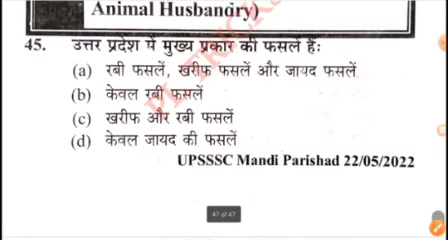 Animal Husbandry)
45. उत्तर प्रदेश में मुख्य प्रकार की फसलें हैंः
(a) रबी फसलें, खरीफ फसलें और जायद फसलें
(b) केवल रबी फसलें
(c) खरीफ और रबी फसलें
(d) केवल जायद की फसलें
UPSSSC Mandi Parishad 22/05/2022
47 of 47